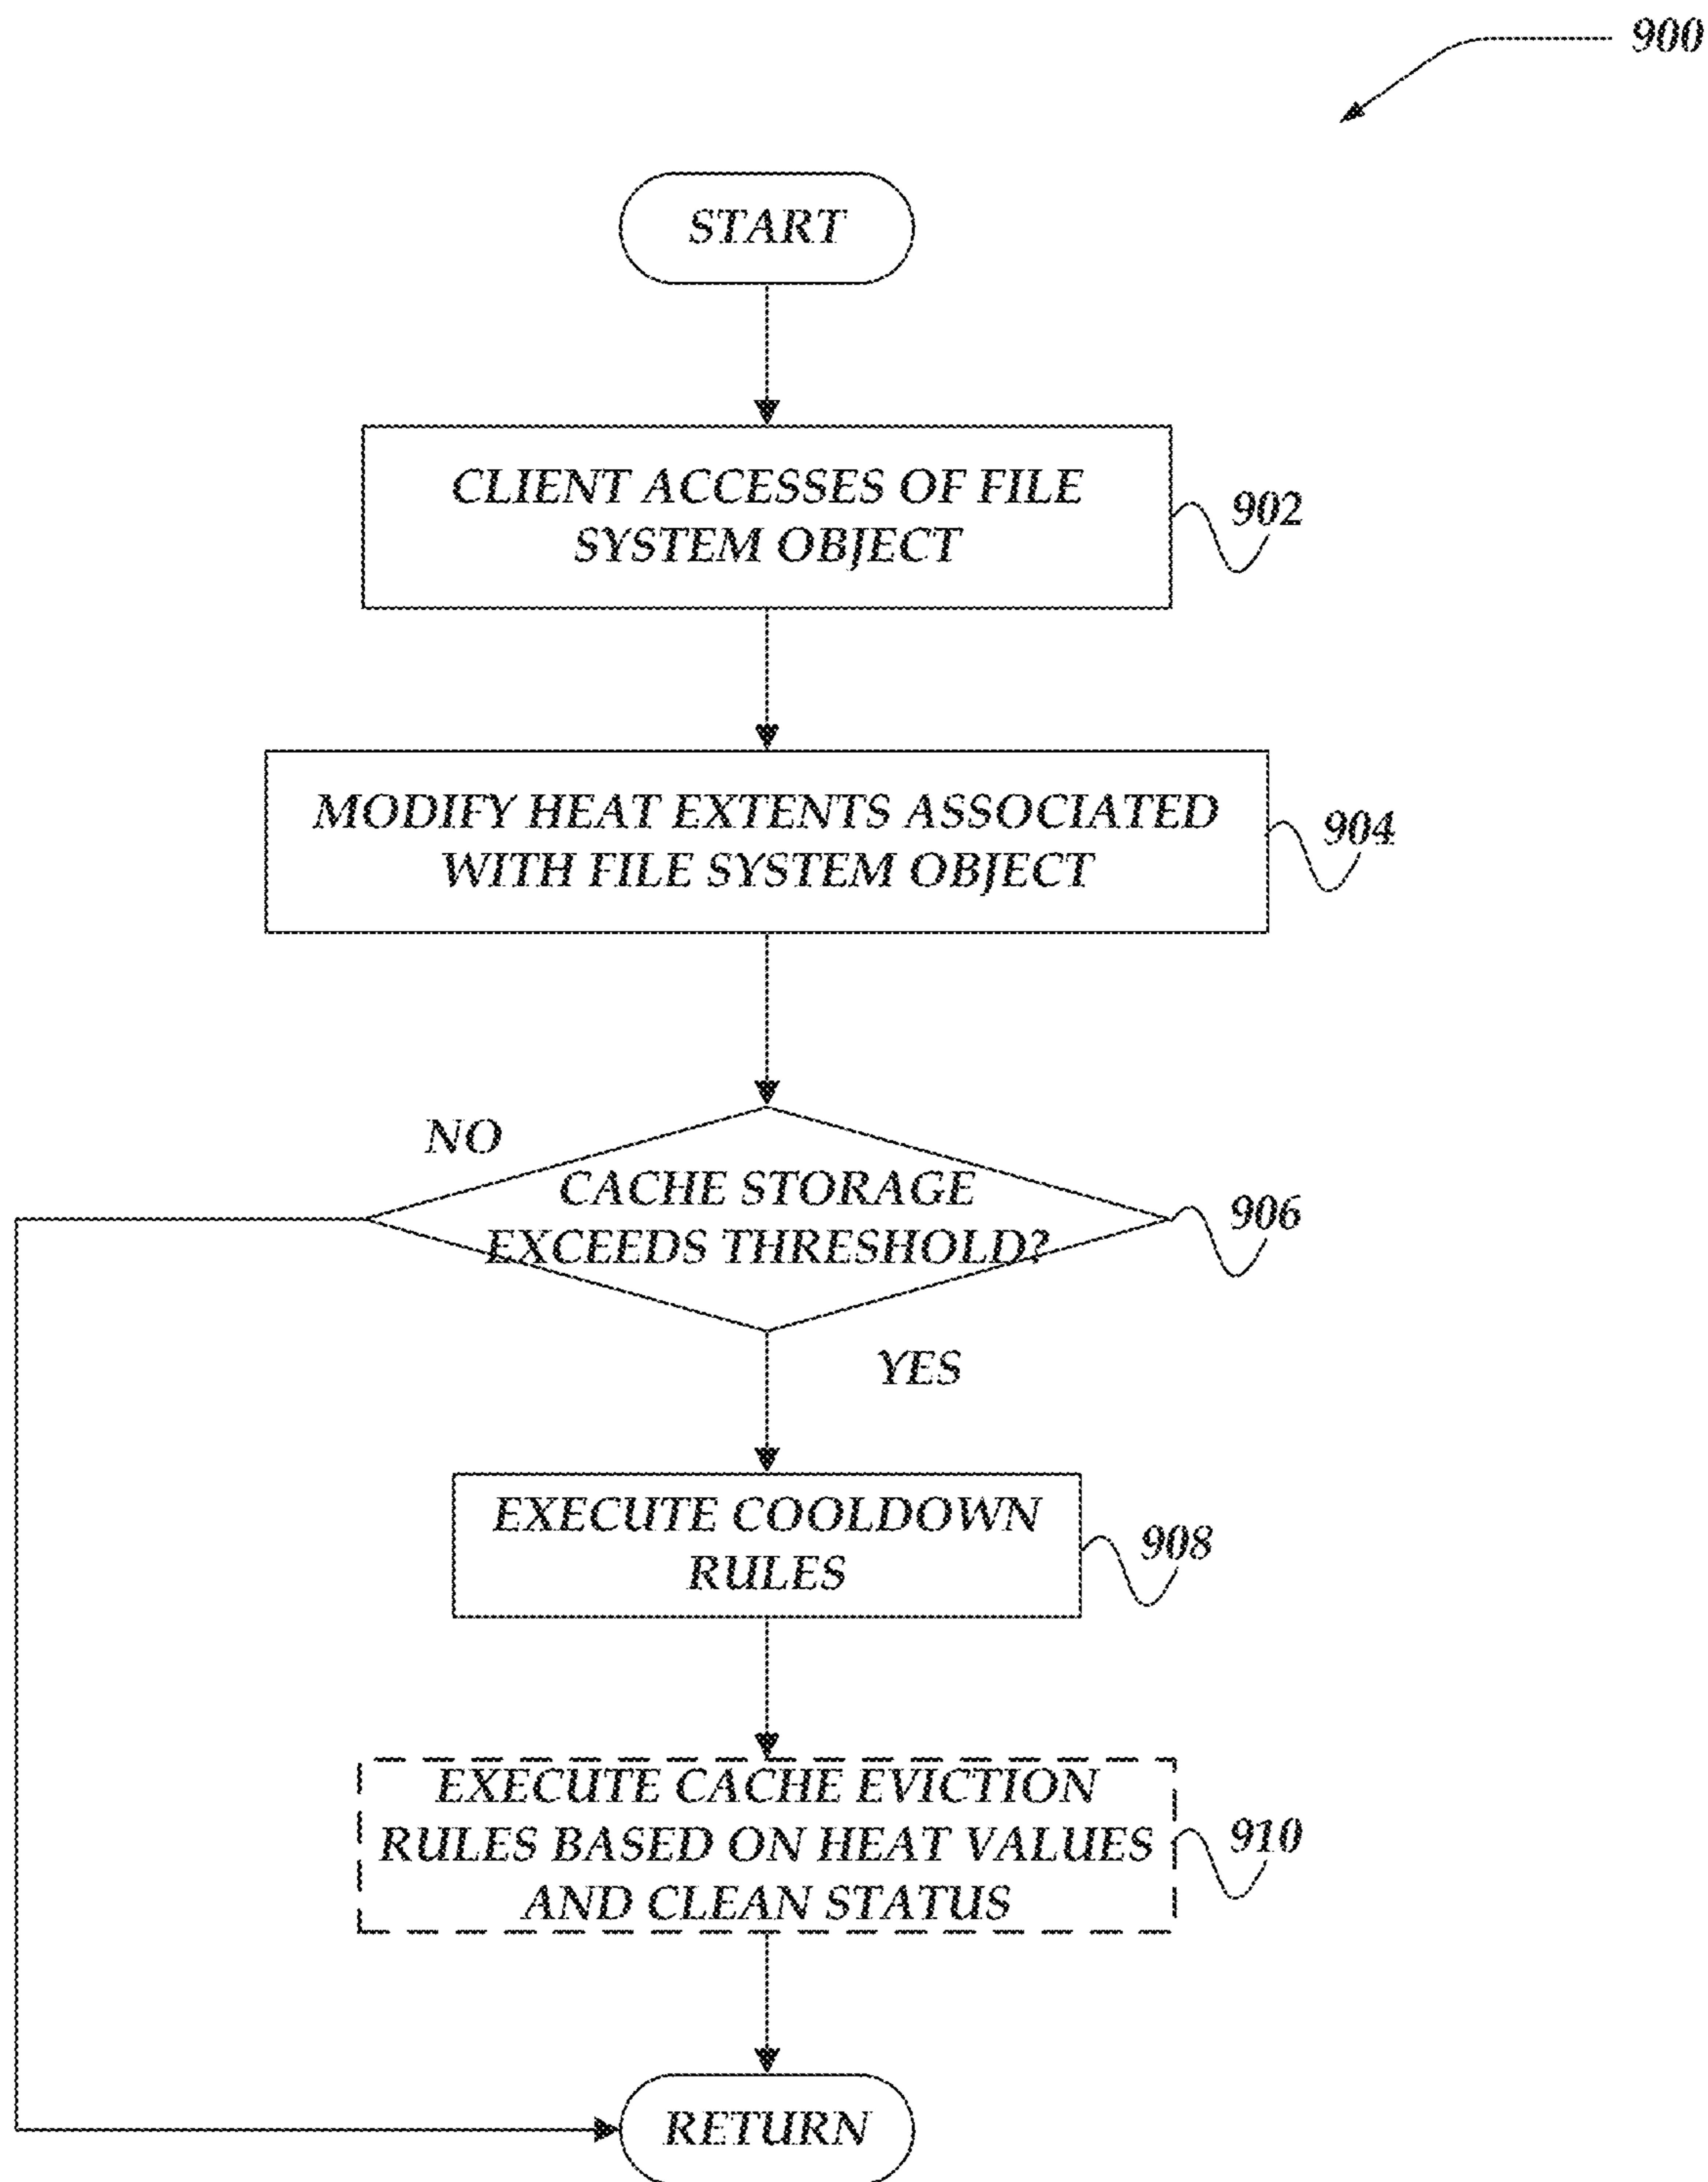 900
START
CLIENT ACCESSES OF FILE
SYSTEM OBJECT
902
MODIFY HEAT EXTENTS ASSOCIATED
WITH FILE SYSTEM OBJECT
904
NO
CACHE STORAGE
EXCEEDS THRESHOLD?
906
YES
EXECUTE COOLDOWN
RULES
908
EXECUTE CACHE EVICTION
RULES BASED ON HEAT VALUES
AND CLEAN STATUS
910
RETURN